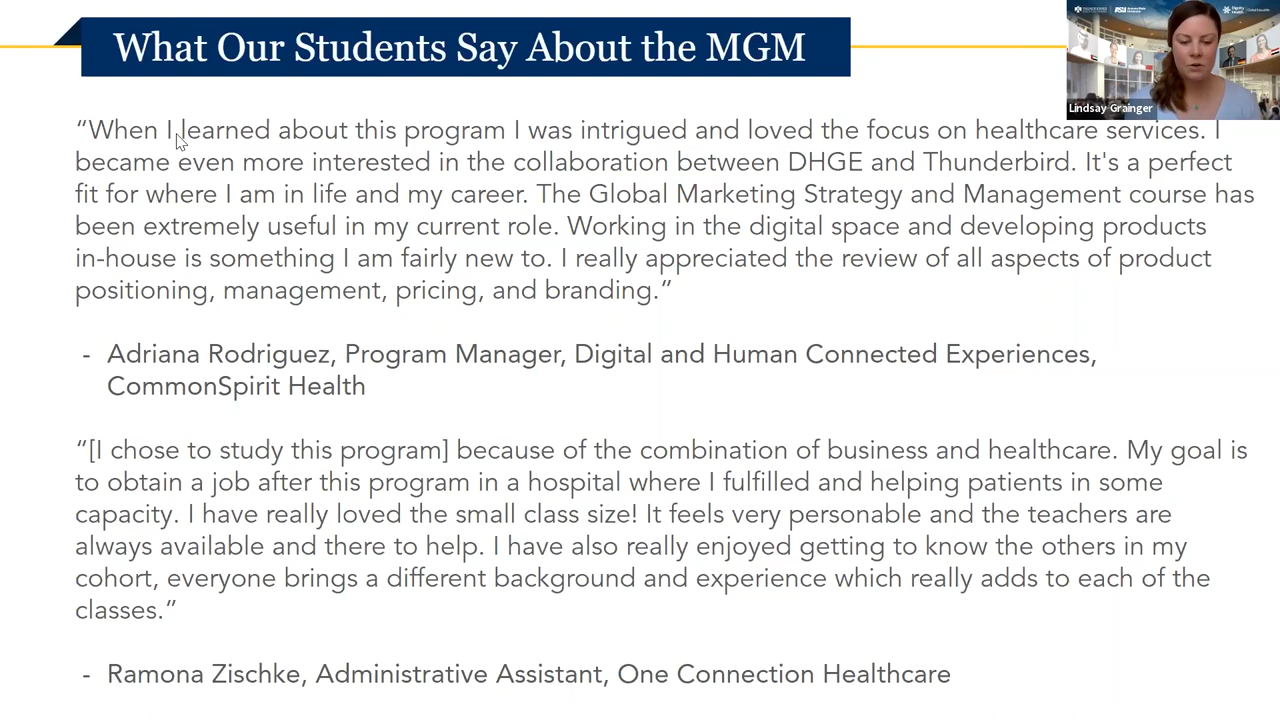 What Our Students Say About the MGM
Lindsay Grainger
“When I learned about this program I was intrigued and loved the focus on healthcare services. I
became even more interested in the collaboration between DHGE and Thunderbird. It's a perfect
fit for where I am in life and my career. The Global Marketing Strategy and Management course has
been extremely useful in my current role. Working in the digital space and developing products
in-house is something I am fairly new to. I really appreciated the review of all aspects of product
positioning, management, pricing, and branding.”
- Adriana Rodriguez, Program Manager, Digital and Human Connected Experiences,
CommonSpirit Health
“[I chose to study this program] because of the combination of business and healthcare. My goal is
to obtain a job after this program in a hospital where I fulfilled and helping patients in some
capacity. I have really loved the small class size! It feels very personable and the teachers are
always available and there to help. I have also really enjoyed getting to know the others in my
cohort, everyone brings a different background and experience which really adds to each of the
classes.”
- Ramona Zischke, Administrative Assistant, One Connection Healthcare